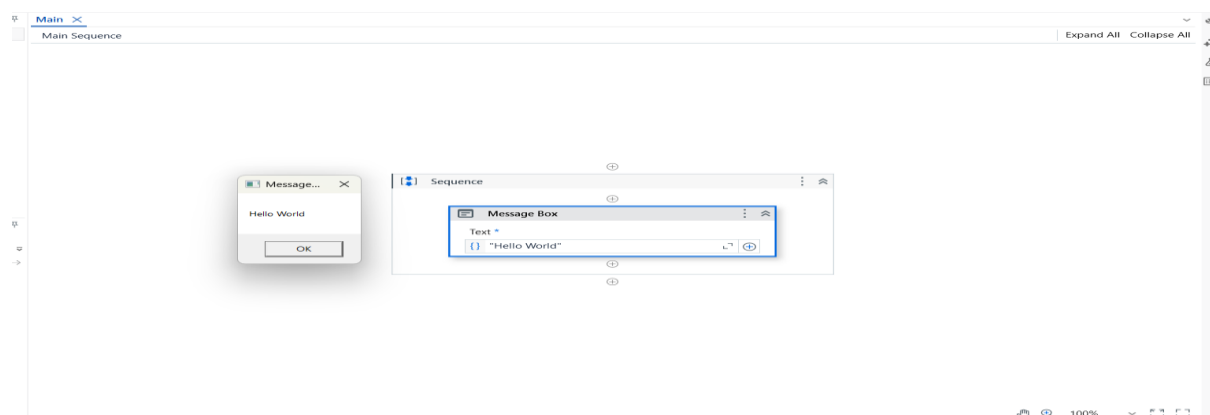 Main
Main Sequence
Expand All Collapse All
Message...
Hello World
OK
Sequence
Message Box
Text *
"Hello World"
100%